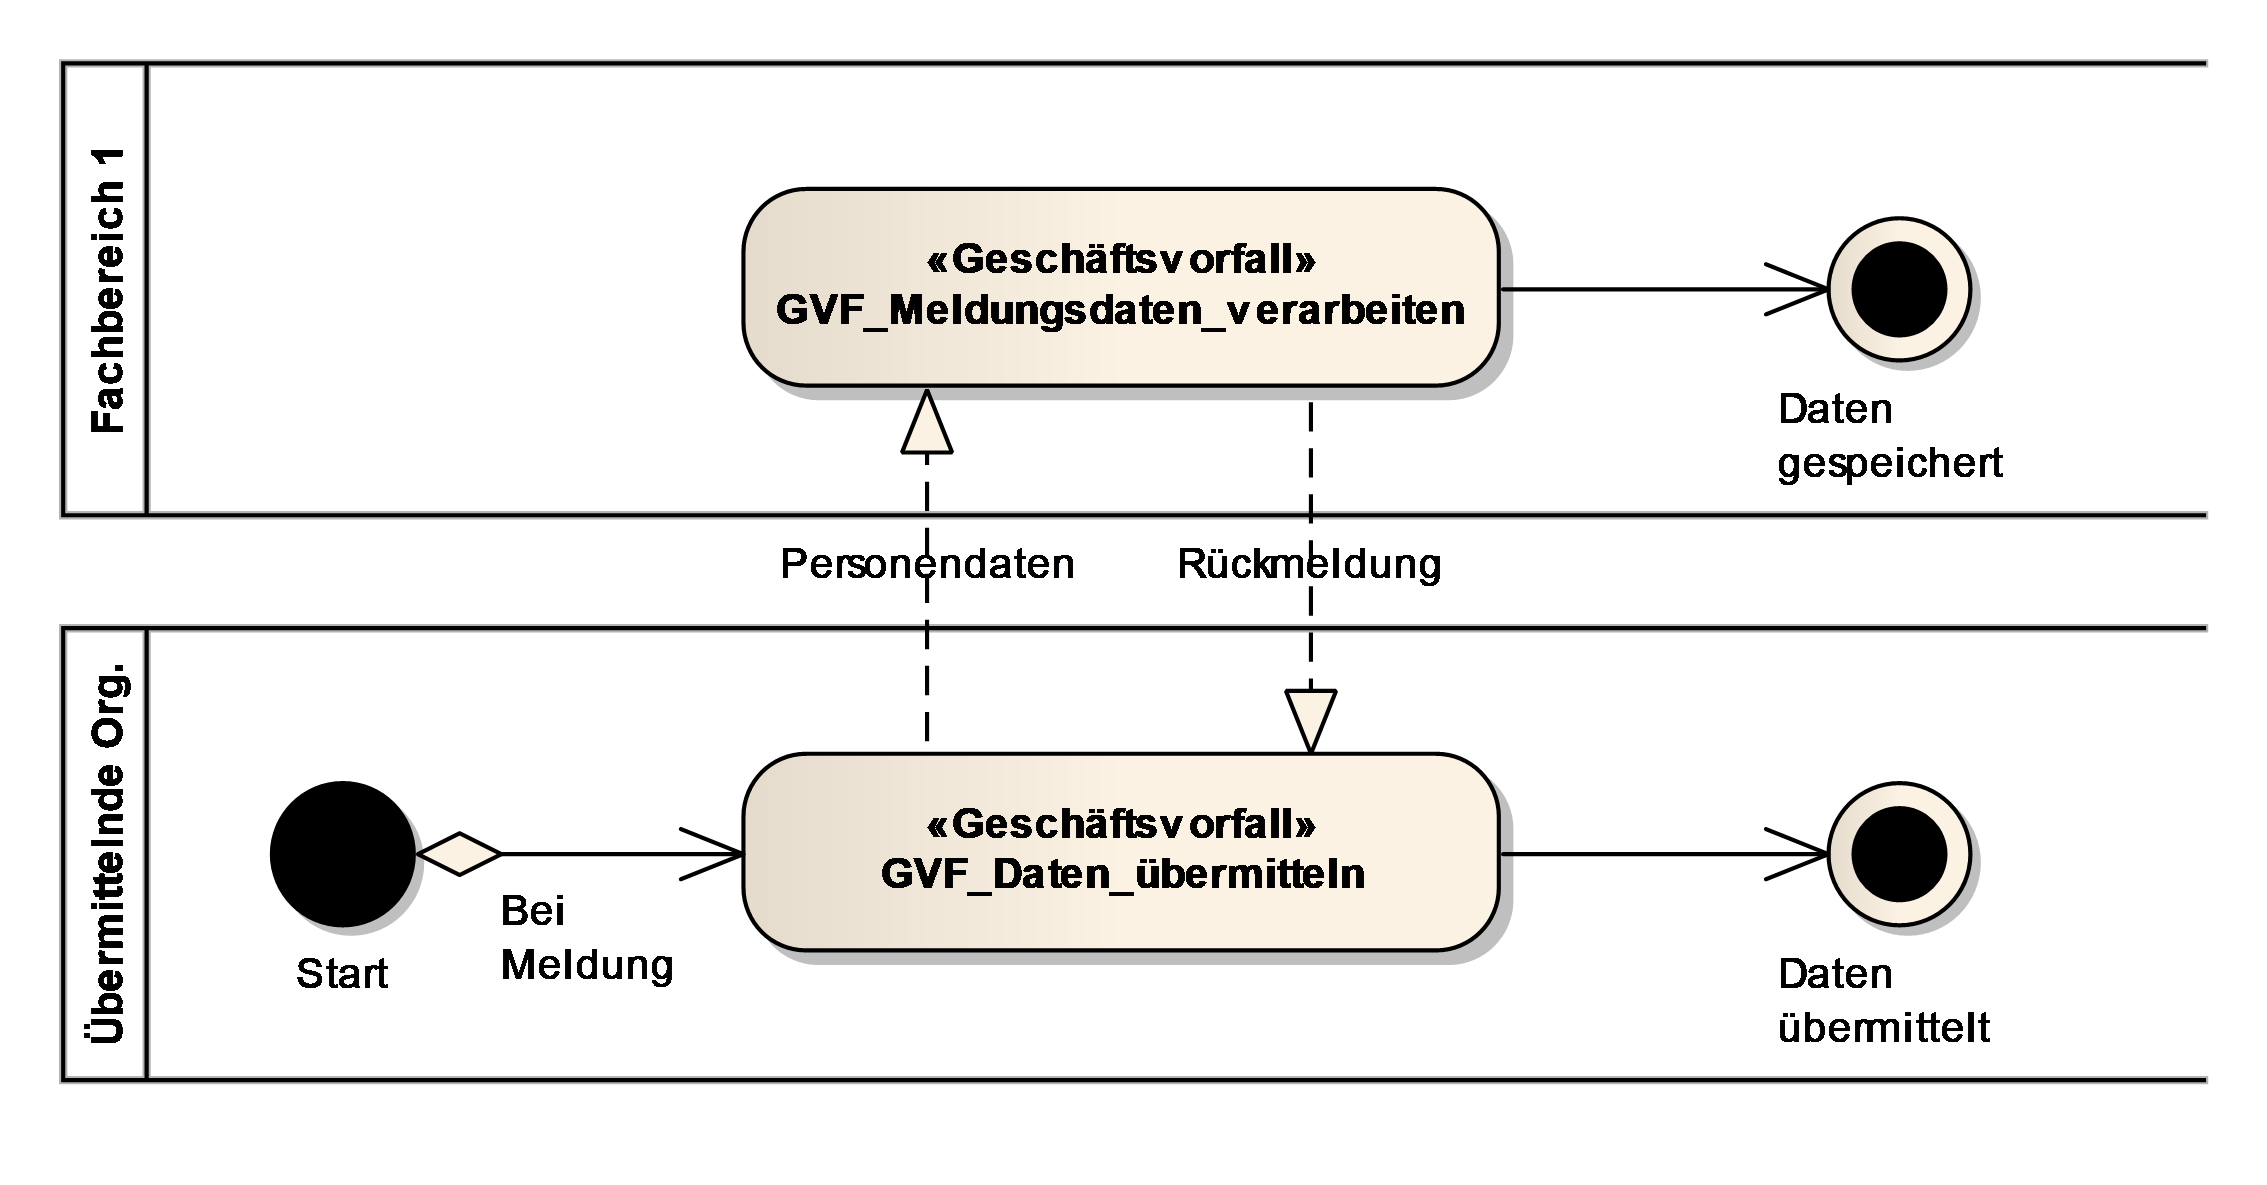 Fachbereich 1
«Geschäftsvorfall»
GVF_Meldungsdaten_verarbeiten
Daten
gespeichert
Personendaten
Rückmeldung
Übermittelnde Org.
Start
Bei
Meldung
«Geschäftsvorfall»
GVF_Daten_übermitteln
Daten
übermittelt